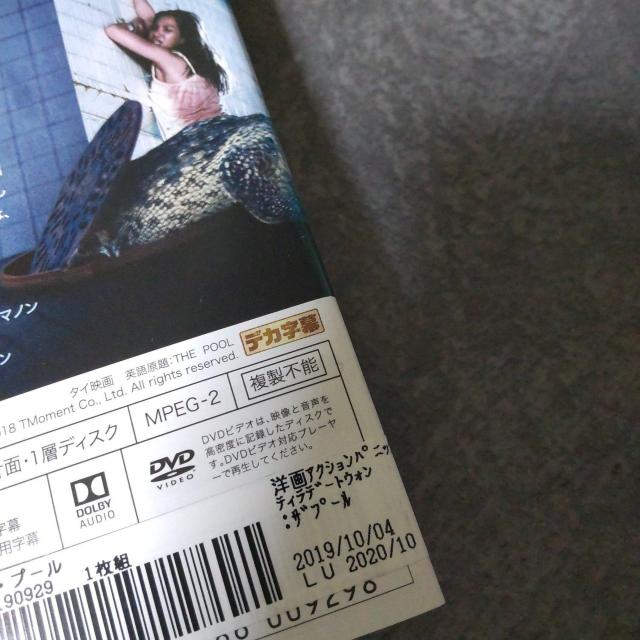 マノン
ン
デカ字幕
タイ映画 英語原題:THE POOL
018 TMoment Co., Ltd. All rights reserved.
面・1層ディスク
MPEG-2
複製不能
字幕
用字幕
DOLBY
AUDIO
DVD
VIDEO
DVDビデオは、映像と音声を
高密度に記録したディスクで
す。DVDビデオ対応プレーヤ
ーで再生してください。
洋画アクションパニッ
ティラデートウォン
・ザプール
・プール 1枚組
90929
2019/10/04
LU 2020/10
009296